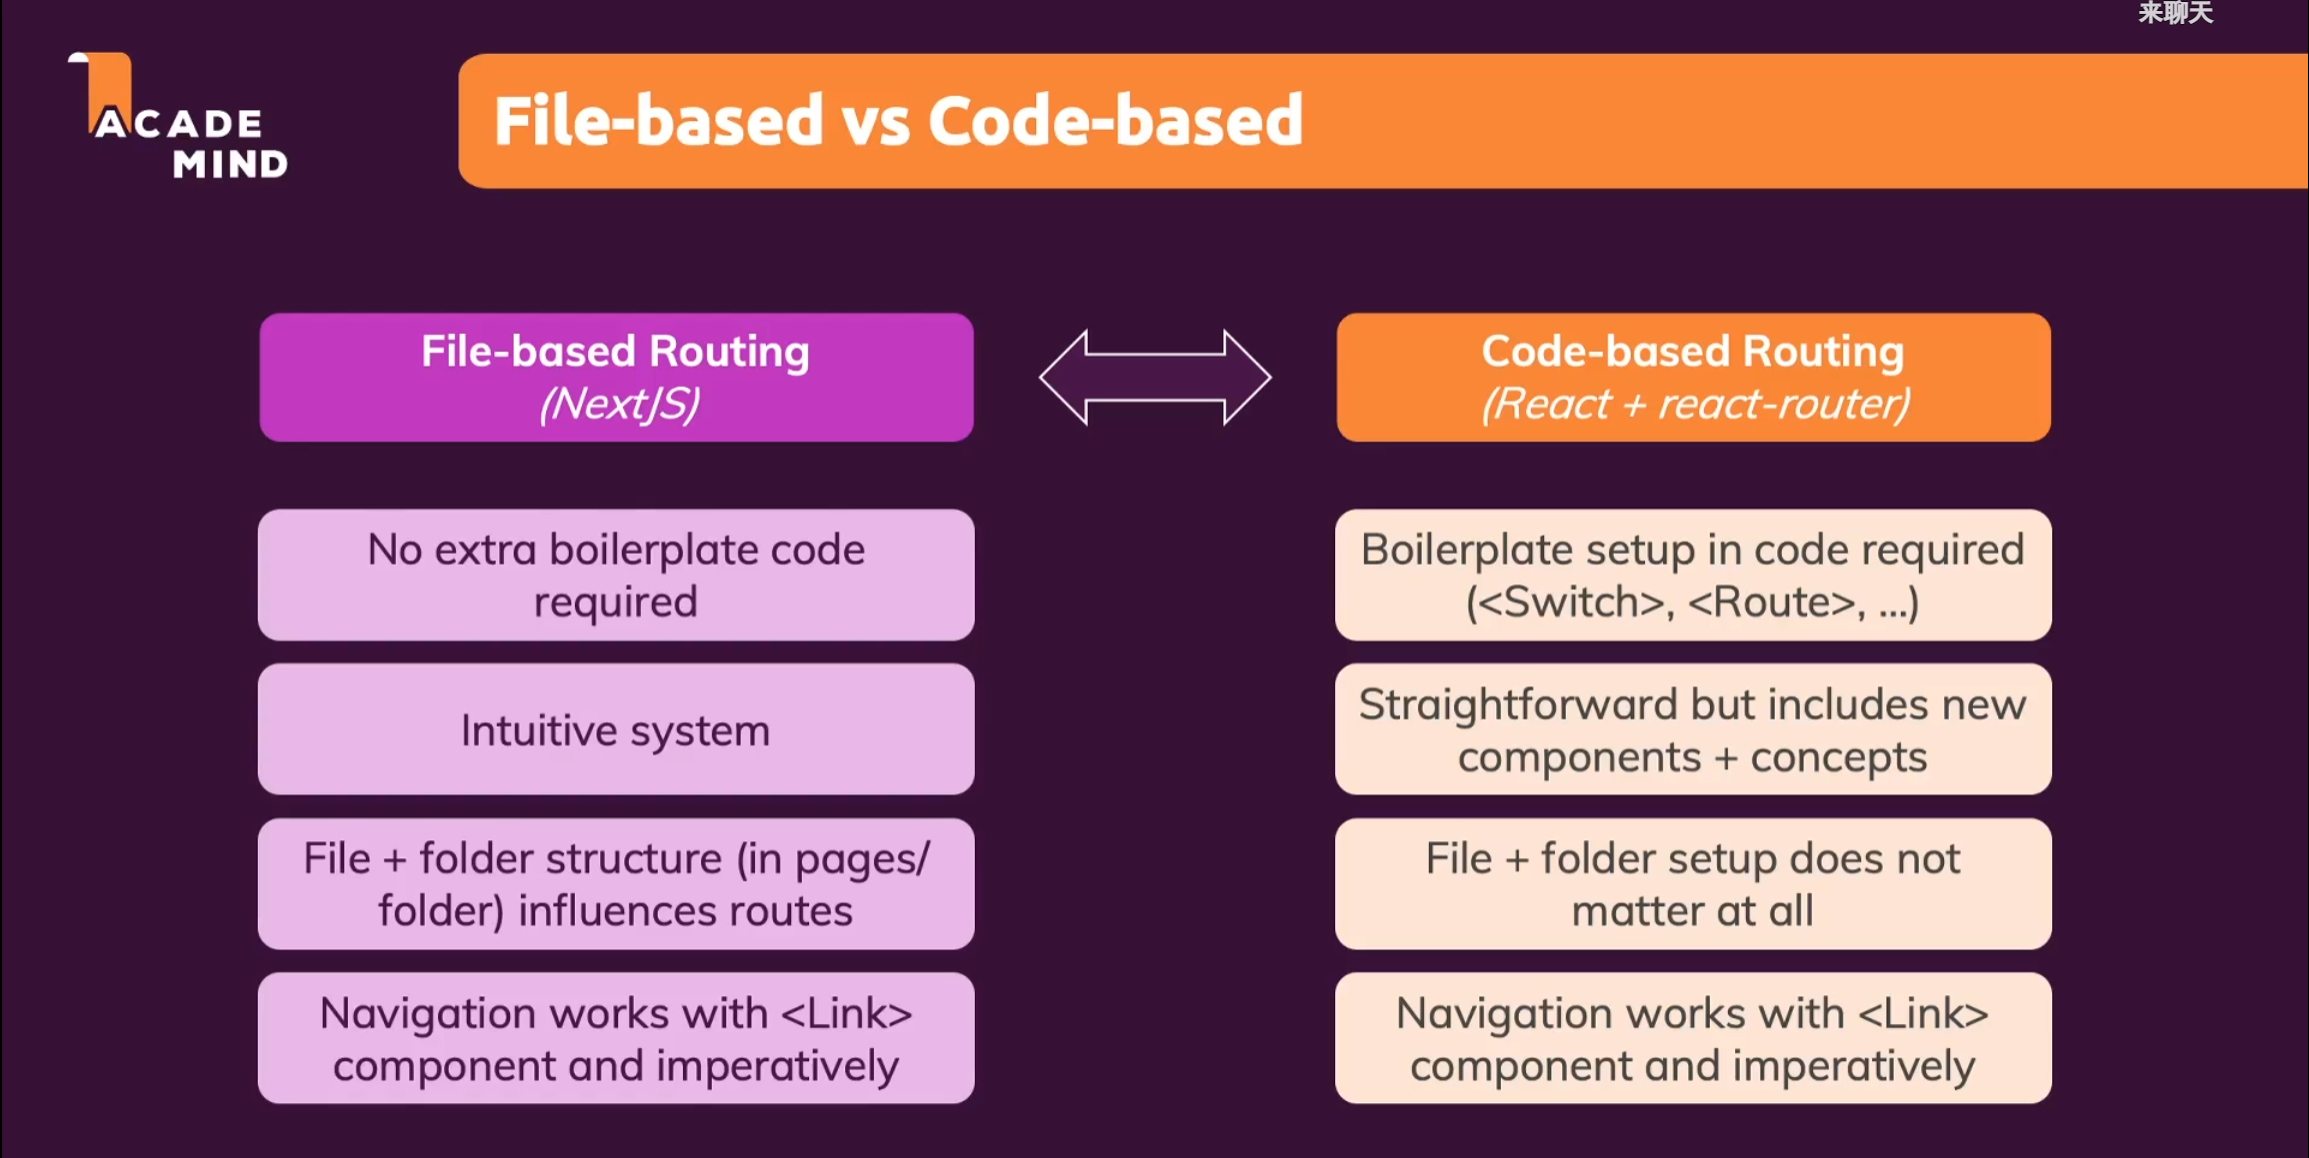 来聊天
ACADE
MIND
File-based vs Code-based
File-based Routing
(NextJS)
Code-based Routing
(React + react-router)
No extra boilerplate code
required
Boilerplate setup in code required
(<Switch>, <Route>, ...)
Intuitive system
Straightforward but includes new
components + concepts
File + folder structure (in pages/
folder) influences routes
File + folder setup does not
matter at all
Navigation works with <Link>
component and imperatively
Navigation works with <Link>
component and imperatively